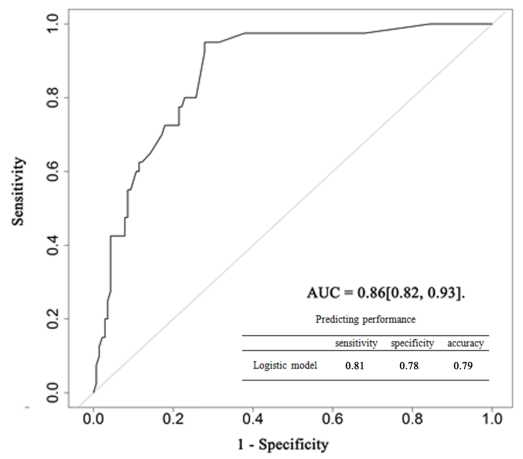 1.0
0.8
0.6
0.4
0.2
0.0
Sensitivity
AUC = 0.86[0.82, 0.93].
Predicting performance
sensitivity specificity accuracy
Logistic model 0.81 0.78 0.79
0.0 0.2 0.4 0.6 0.8 1.0
1 - Specificity